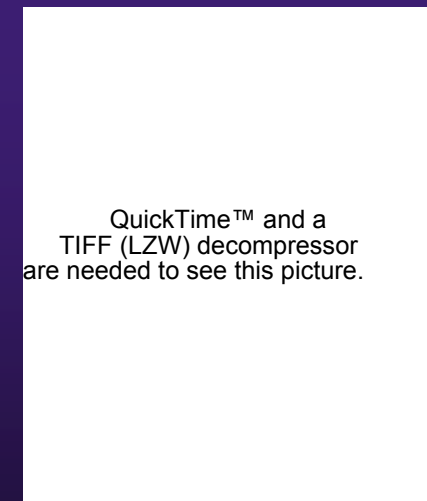 QuickTime™ and a
TIFF (LZW) decompressor
are needed to see this picture.